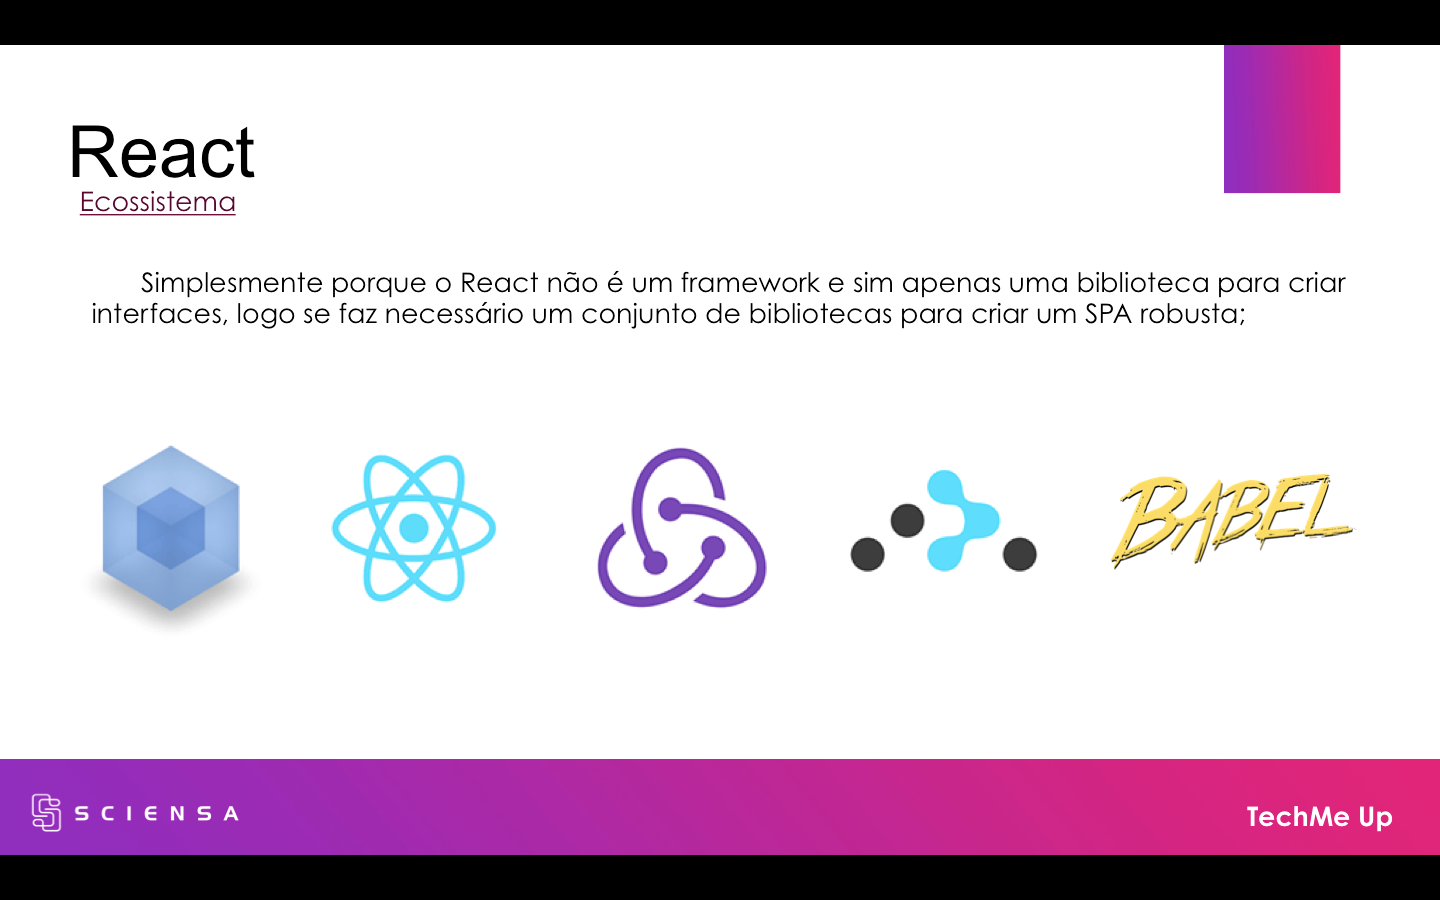 React
Ecossistema
Simplesmente porque o React não é um framework e sim apenas uma biblioteca para criar
interfaces, logo se faz necessário um conjunto de bibliotecas para criar um SPA robusta;
BABEL
SCIENSA
TechMe Up